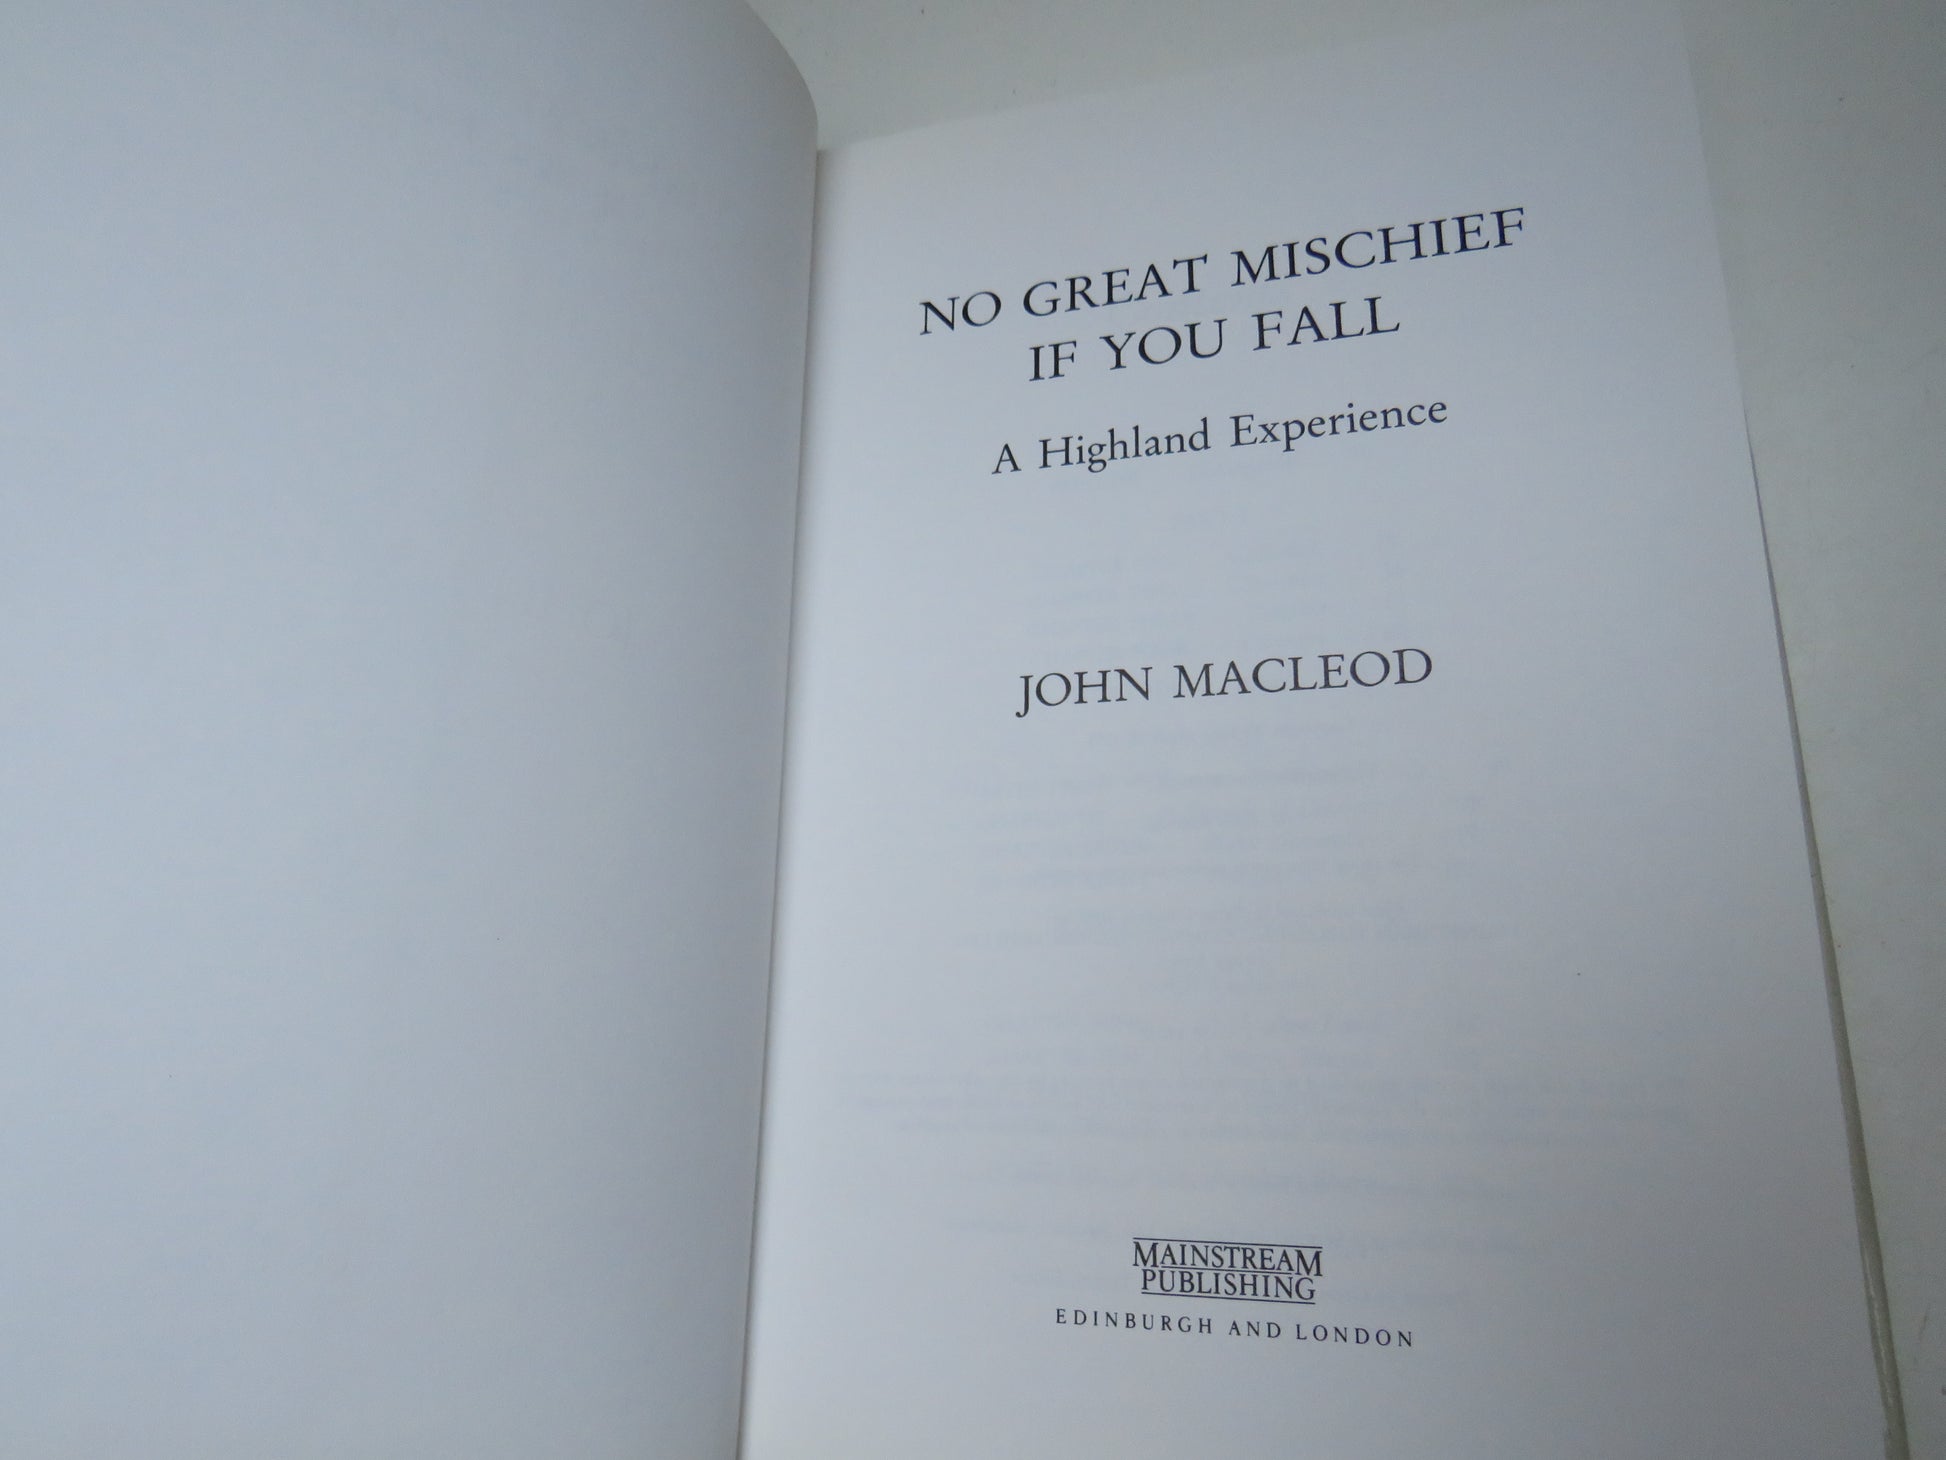 NO GREAT MISCHIEF
IF YOU FALL
A Highland Experience
JOHN MACLEOD
MAINSTREAM
PUBLISHING
EDINBURGH AND LONDON